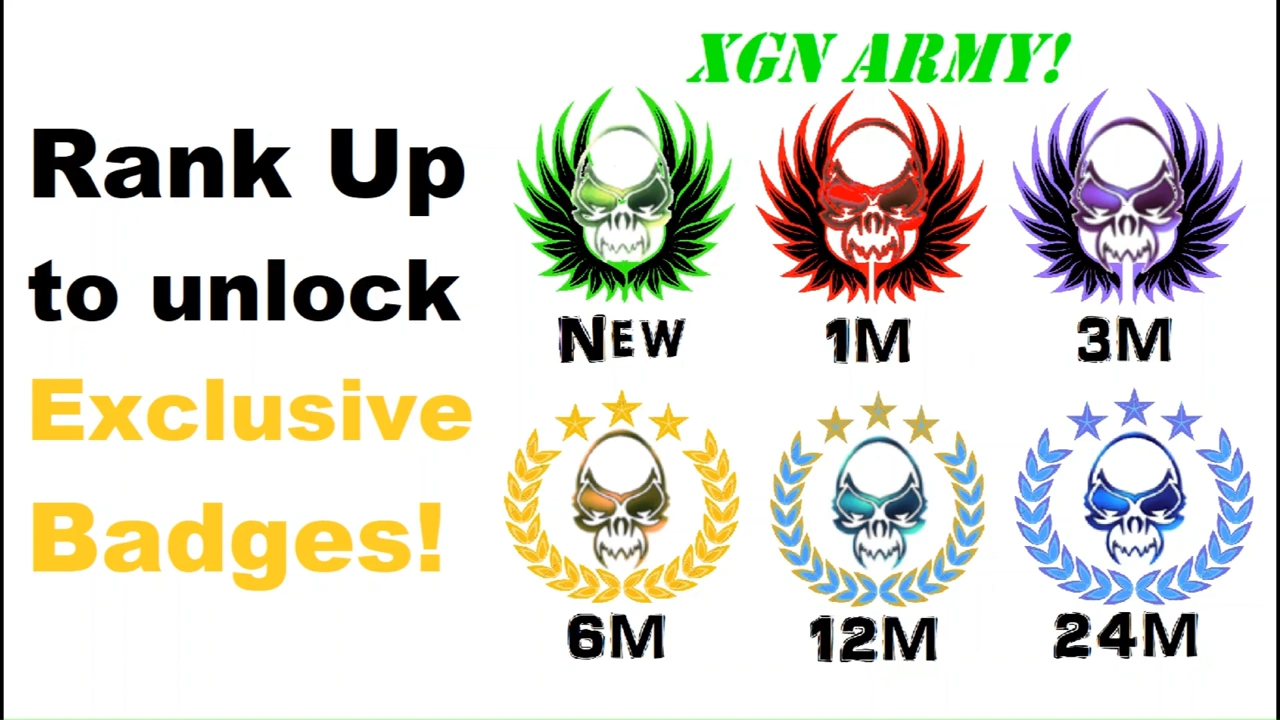 XGN ARMY!
Rank Up
to unlock
Exclusive
Badges!
New
1M
3M
6M
12M
24M